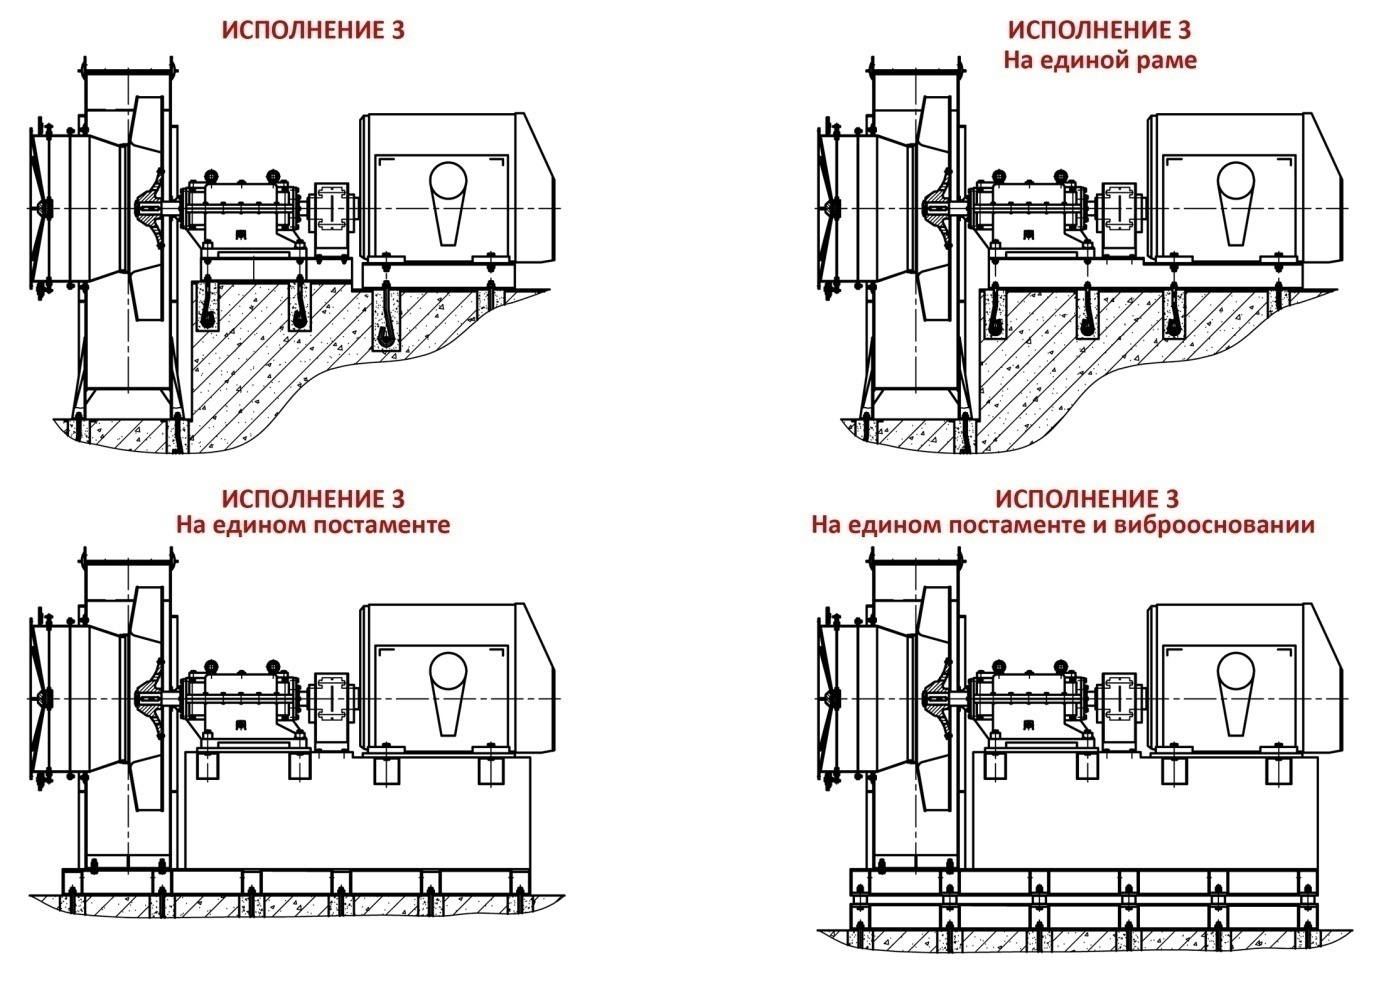 ИСПОЛНЕНИЕ 3
ИСПОЛНЕНИЕ 3
На единой раме
ИСПОЛНЕНИЕ 3
На едином постаменте
ИСПОЛНЕНИЕ 3
На едином постаменте и виброосновании